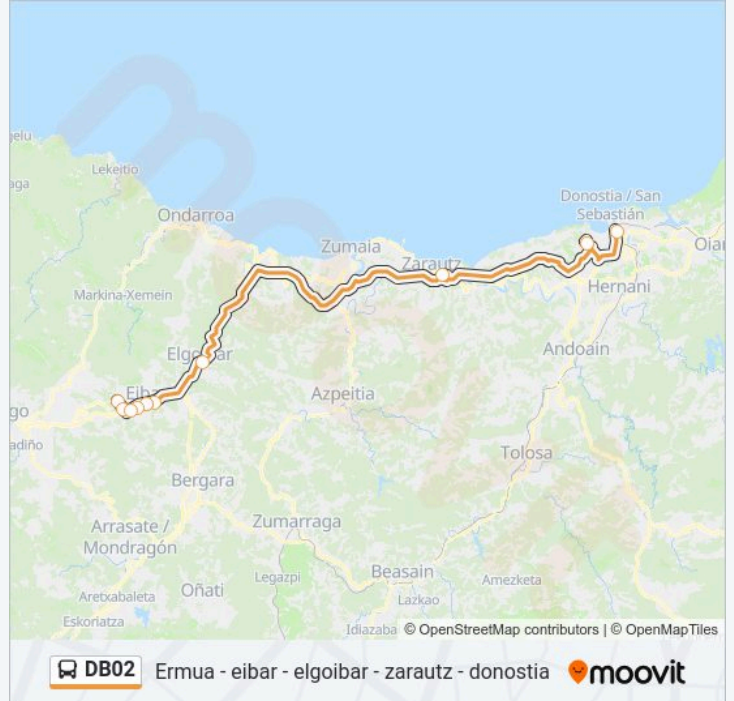 jelu
Lekeitio
aga
Ondarroa
Donostia / San
Sebastián
Zumaia
Oiar
Zarautz
Markina-Xemein
Hernani
Elgoibar
Andoain
Eibar
Azpeitia
go
adiño
Tolosa
Bergara
Zumarraga
Arrasate /
Mondragón
Beasain
Legazpi
Amezketa
Oñati
Aretxabaleta
Lazkao
Eskoriatza
Idiazaba
© OpenStreetMap contributors | © OpenMapTiles
DB02 Ermua - eibar - elgoibar - zarautz - donostia moovit